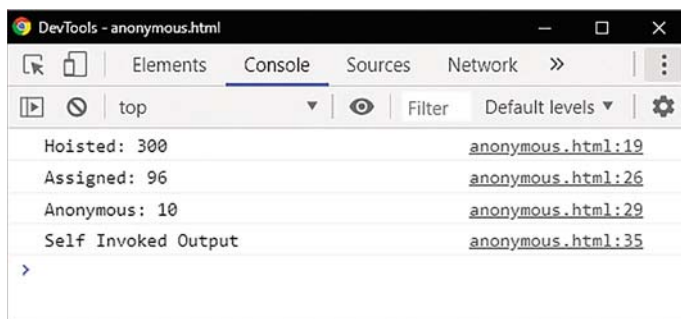 DevTools - anonymous.html
Elements Console Sources Network »
top Filter Default levels
Hoisted: 300 anonymous.html:19
Assigned: 96 anonymous.html:26
Anonymous: 10 anonymous.html:29
Self Invoked Output anonymous.html:35
>